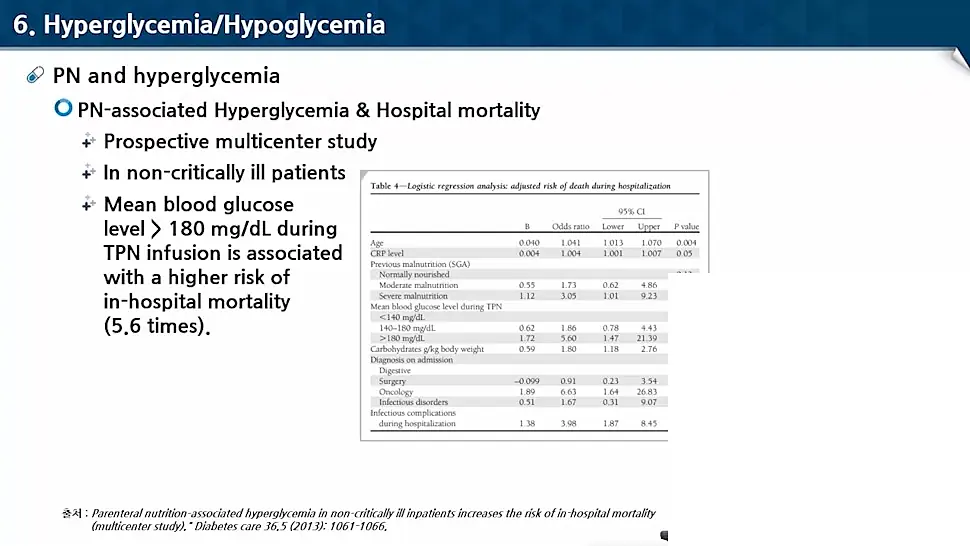 6. Hyperglycemia/Hypoglycemia
PN and hyperglycemia
PN-associated Hyperglycemia & Hospital mortality
Prospective multicenter study
In non-critically ill patients
Mean blood glucose
level > 180 mg/dL during
TPN infusion is associated
with a higher risk of
in-hospital mortality
(5.6 times).
Table 4—Logistic regression analysis: adjusted risk of death during hospitalization
95% CI
B Odds ratio Lower Upper P value
Age 0.040 1.041 1.013 1.070 0.004
CRP level 0.004 1.004 1.001 1.007 0.05
Previous malnutrition (SGA)
Normally nourished
Moderate malnutrition 0.55 1.73 0.62 4.86
Severe malnutrition 1.12 3.05 1.01 9.23
Mean blood glucose level during TPN
<140 mg/dL
140–180 mg/dL 0.62 1.86 0.78 4.43
>180 mg/dL 1.72 5.60 1.47 21.39
Carbohydrates g/kg body weight 0.59 1.80 1.18 2.76
Diagnosis on admission
Digestive
Surgery −0.099 0.91 0.23 3.54
Oncology 1.89 6.63 1.64 26.83
Infectious disorders 0.51 1.67 0.31 9.07
Infectious complications
during hospitalization 1.38 3.98 1.87 8.45
출처 : Parenteral nutrition-associated hyperglycemia in non-critically ill inpatients increases the risk of in-hospital mortality
(multicenter study)." Diabetes care 36.5 (2013): 1061-1066.